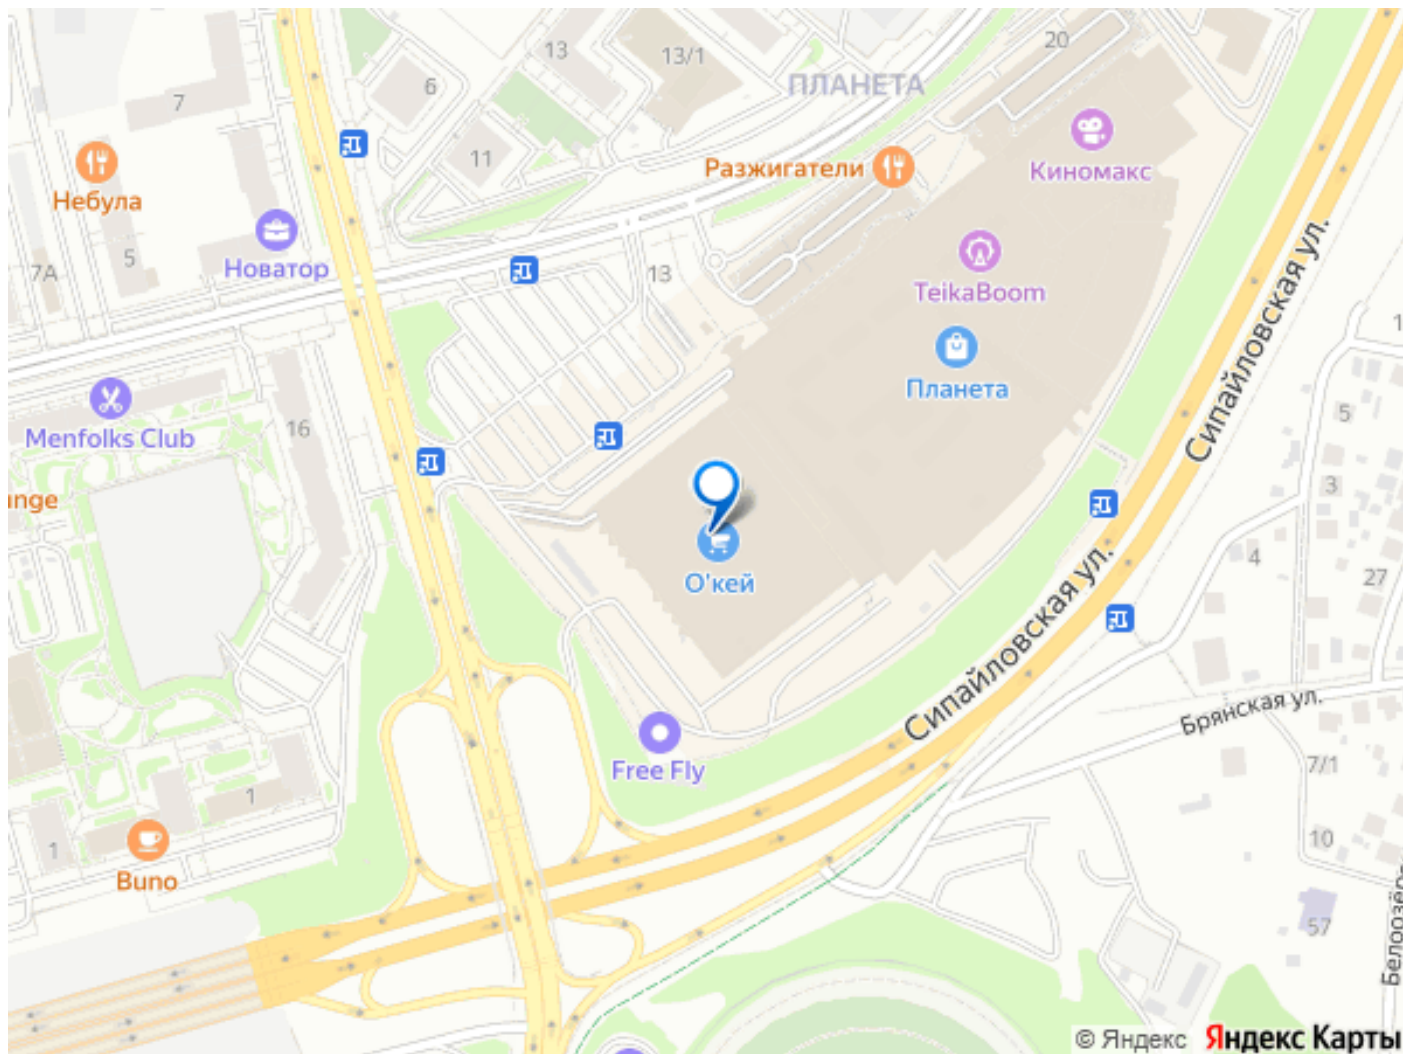 13
13/1
20
ПЛАНЕТА
6
7
11
Разжигатели
Киномакс
Небула
Новатор
5
7А
13
TeikaBoom
Сипайловская ул.
Планета
1
5
Menfolks Club
16
3
nge
4
27
О'кей
Сипайловская ул.
Брянская ул.
Free Fly
7/1
1
10
1
Buno
57
Белоозёрс
© Яндекс
Яндекс Карты